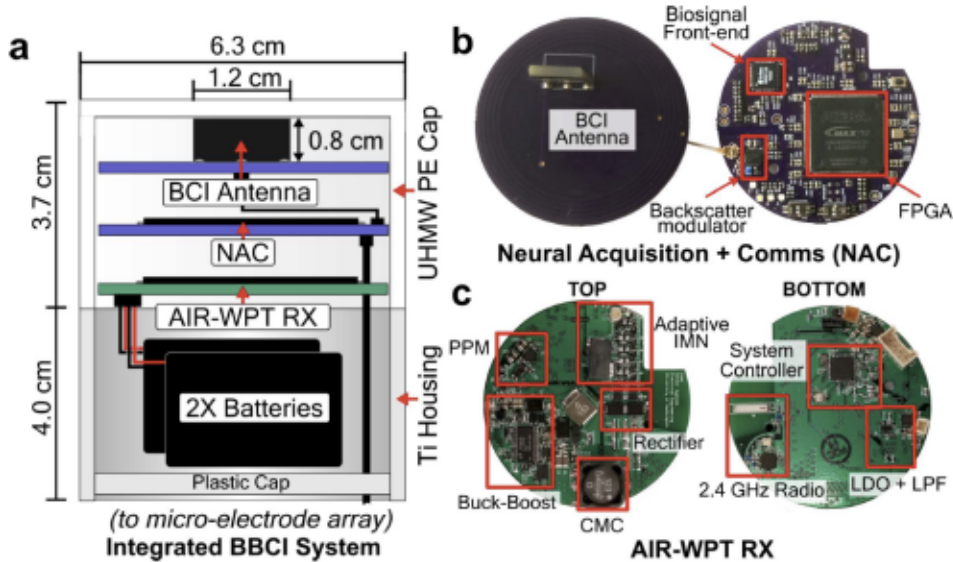 a
6.3 cm
1.2 cm
0.8 cm
3.7 cm
4.0 cm
BCI Antenna
NAC
AIR-WPT RX
2X Batteries
Plastic Cap
UHMW PE Cap
Ti Housing
(to micro-electrode array)
Integrated BBCI System
b
Biosignal
Front-end
BCI
Antenna
Backscatter
modulator
FPGA
Neural Acquisition + Comms (NAC)
c
TOP
BOTTOM
PPM
Adaptive
IMN
Rectifier
Buck-Boost
CMC
System
Controller
2.4 GHz Radio
LDO + LPF
AIR-WPT RX